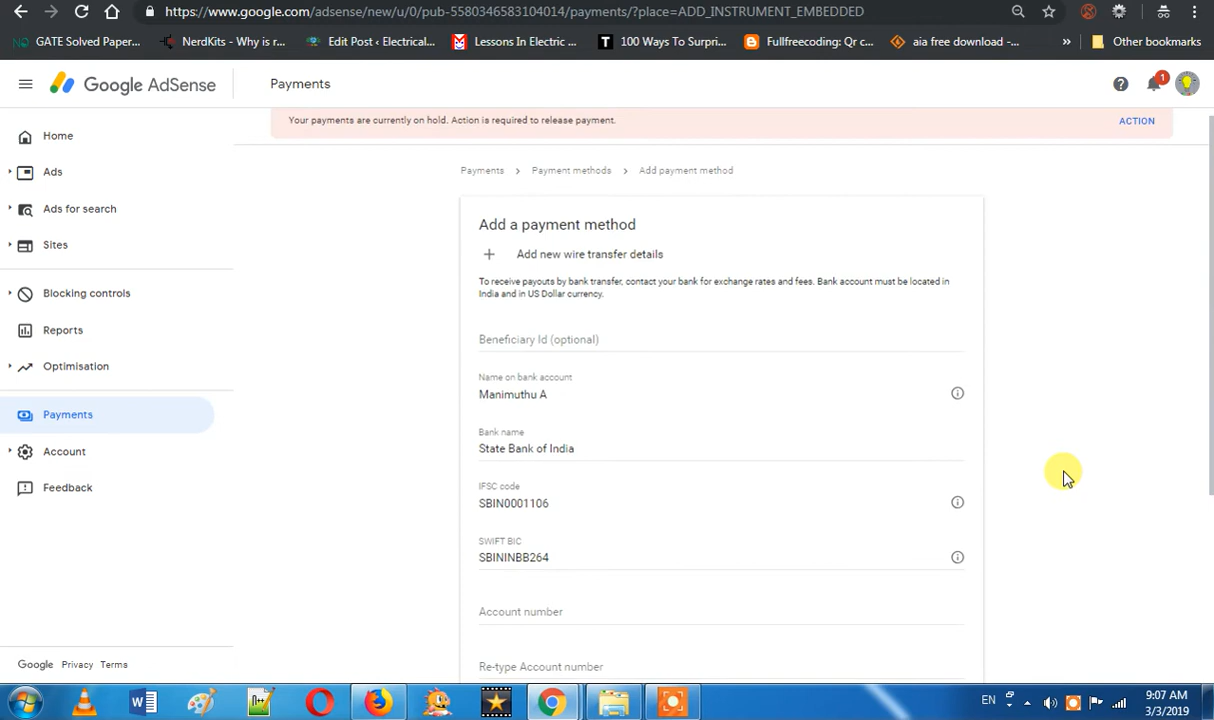 https://www.google.com/adsense/new/u/0/pub-5580346583104014/payments/?place=ADD_INSTRUMENT_EMBEDDED
GATE Solved Paper...
NerdKits - Why is r...
Edit Post ‹ Electrical...
Lessons In Electric ...
T
100 Ways To Surpri...
Fullfreecoding: Qr c...
aia free download -...
»
Other bookmarks
Google AdSense
Payments
1
Your payments are currently on hold. Action is required to release payment.
ACTION
Home
Ads
Ads for search
Sites
Blocking controls
Reports
Optimisation
Payments
Account
Feedback
Payments > Payment methods > Add payment method
Add a payment method
+ Add new wire transfer details
To receive payouts by bank transfer, contact your bank for exchange rates and fees. Bank account must be located in
India and in US Dollar currency.
Beneficiary Id (optional)
Name on bank account
Manimuthu A
Bank name
State Bank of India
IFSC code
SBIN0001106
SWIFT BIC
SBININBB264
Account number
Re-type Account number
Google Privacy Terms
EN
9:07 AM
3/3/2019